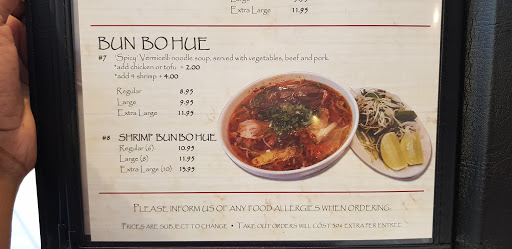 Large 9.95
Extra Large 11.95
BUN BO HUE
#7 'Spicy' Vermicelli noodle soup, served with vegetables, beef and pork.
*add chicken or tofu + 2.00
*add 4 shrimp + 4.00
Regular 8.95
Large 9.95
Extra Large 11.95
#8 SHRIMP BUN BO HUE
Regular (6) 10.95
Large (8) 11.95
Extra Large (10) 13.95
PLEASE INFORM US OF ANY FOOD ALLERGIES WHEN ORDERING.
PRICES ARE SUBJECT TO CHANGE • TAKE OUT ORDERS WILL COST 50¢ EXTRA PER ENTREE